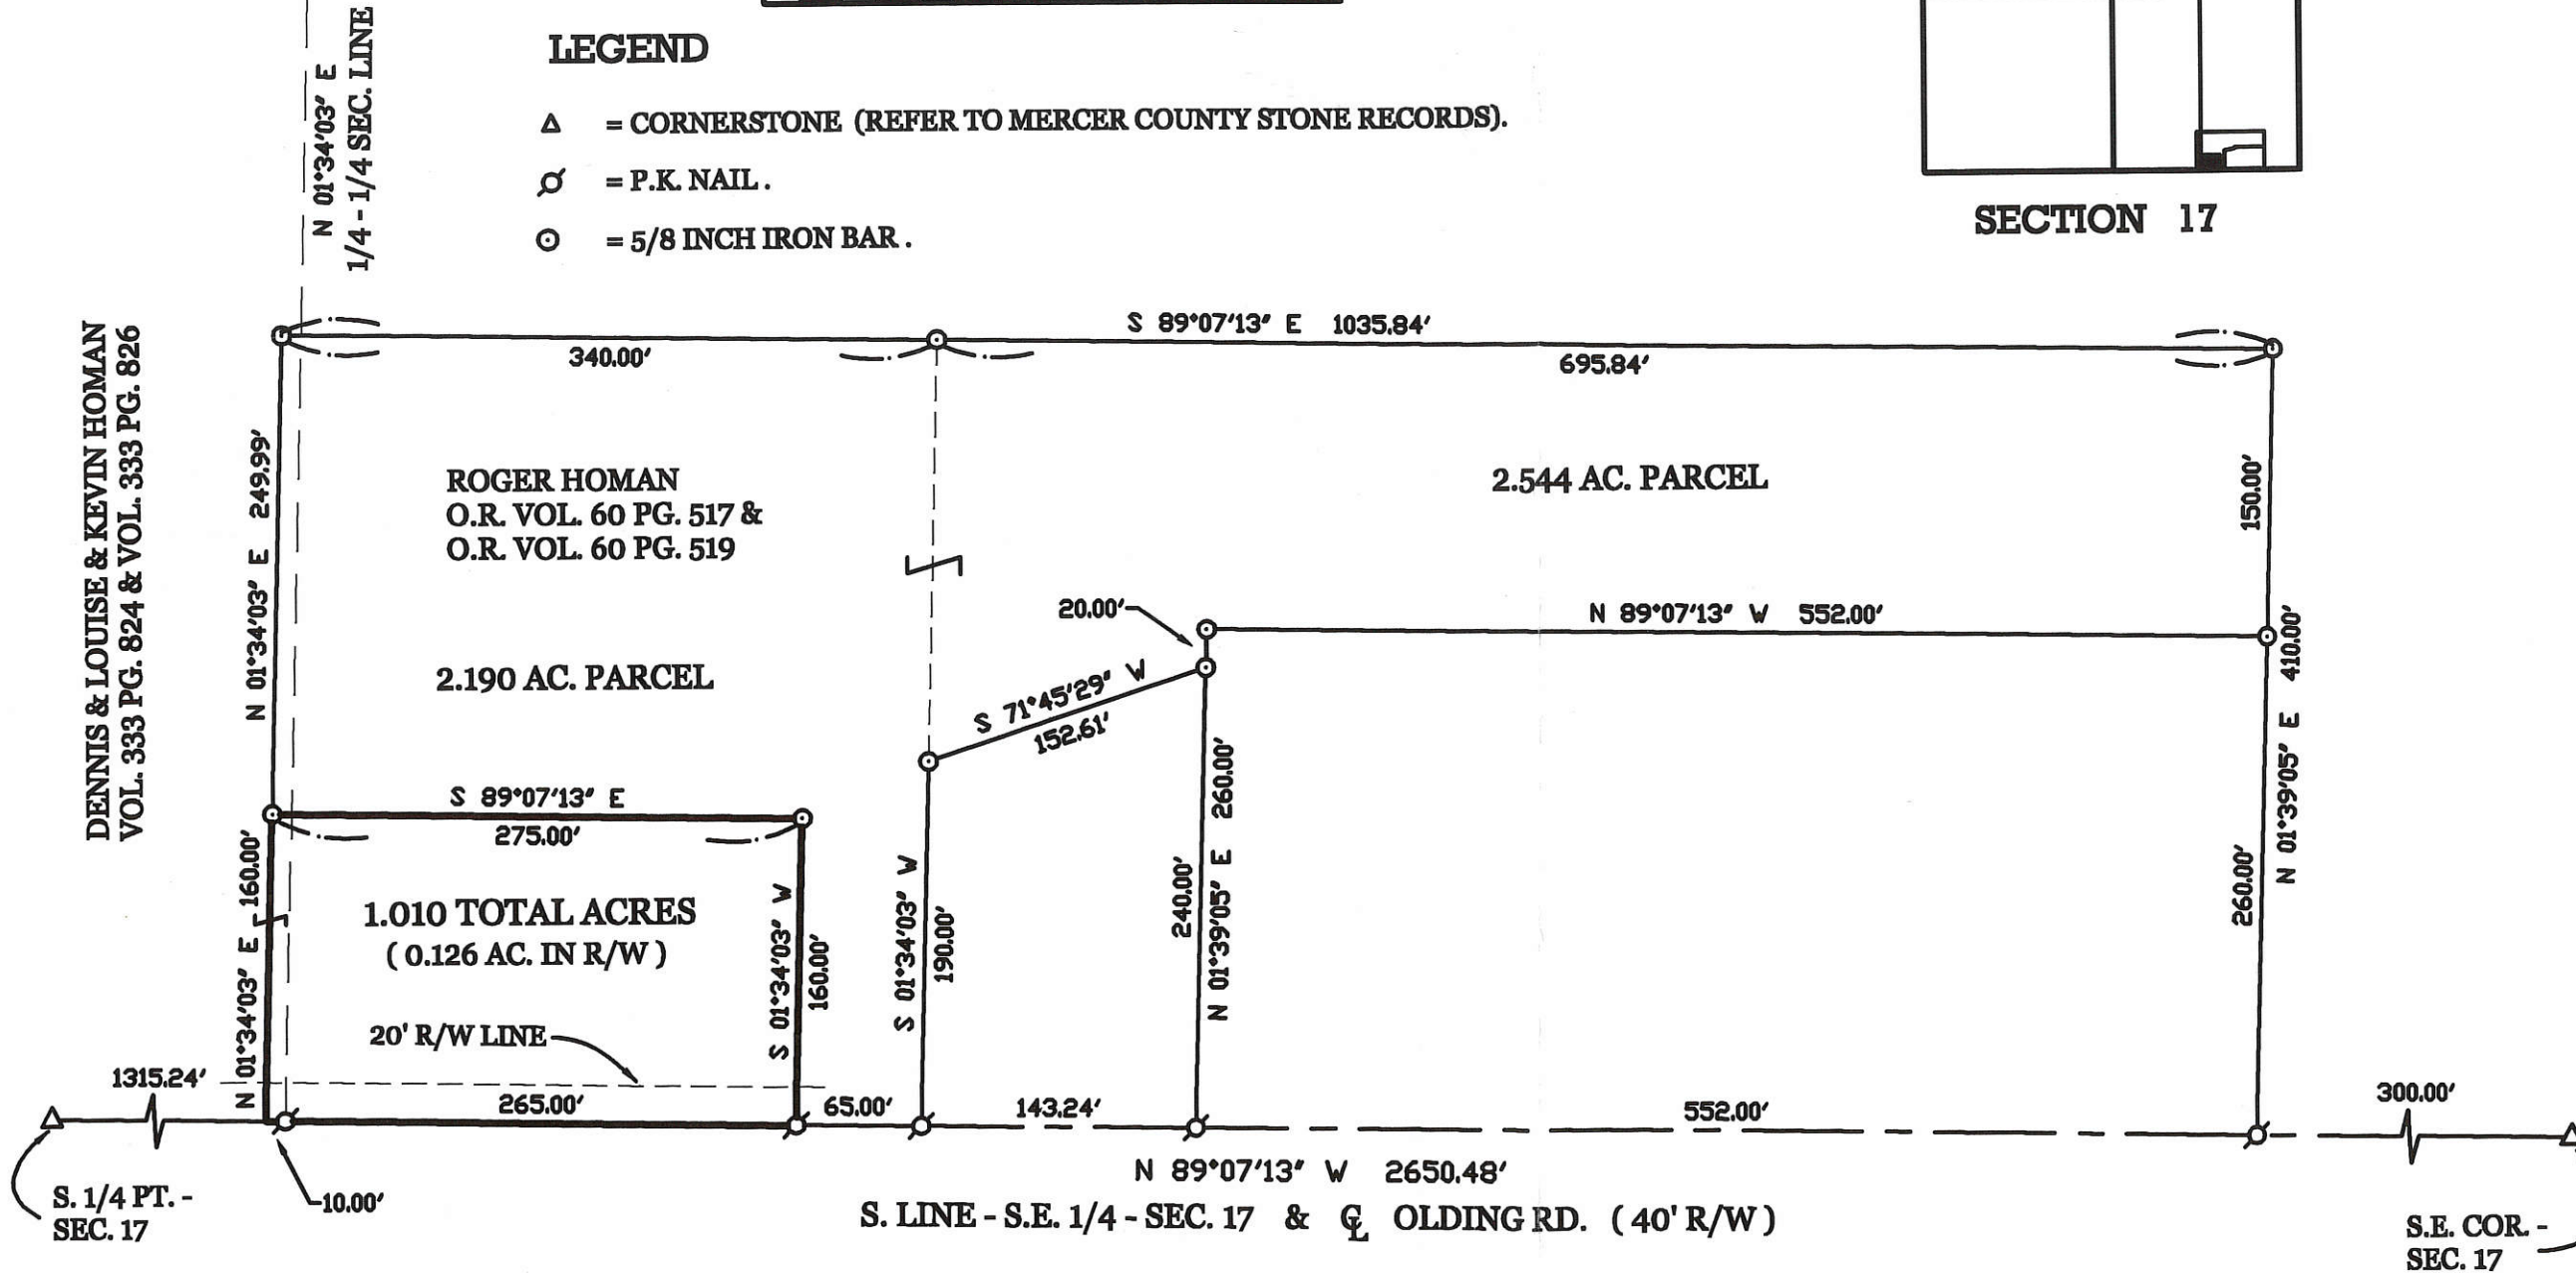 N 01°34'03" E
1/4 - 1/4 SEC. LINE
LEGEND
= CORNERSTONE (REFER TO MERCER COUNTY STONE RECORDS).
= P.K. NAIL .
= 5/8 INCH IRON BAR .
SECTION 17
DENNIS & LOUISE & KEVIN HOMAN
VOL. 333 PG. 824 & VOL. 333 PG. 826
S 89°07'13" E 1035.84'
340.00'
695.84'
N 01°34'03" E 249.99'
ROGER HOMAN
O.R. VOL. 60 PG. 517 &
O.R. VOL. 60 PG. 519
2.190 AC. PARCEL
2.544 AC. PARCEL
150.00'
20.00'
N 89°07'13" W 552.00'
S 71°45'29" W
152.61'
N 01°39'05" E 410.00'
260.00'
S 89°07'13" E
275.00'
N 01°34'03" E 160.00'
1.010 TOTAL ACRES
( 0.126 AC. IN R/W )
S 01°34'03" W
160.00'
S 01°34'03" W
190.00'
240.00'
N 01°39'05" E 260.00'
20' R/W LINE
1315.24'
265.00'
65.00'
143.24'
552.00'
300.00'
10.00'
N 89°07'13" W 2650.48'
S. LINE - S.E. 1/4 - SEC. 17 & ℄ OLDING RD. ( 40' R/W )
S. 1/4 PT. -
SEC. 17
S.E. COR. -
SEC. 17